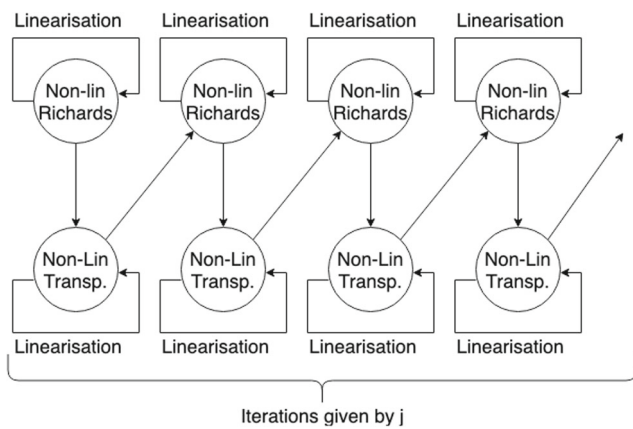 Linearisation Linearisation Linearisation Linearisation
Non-lin Non-lin Non-lin Non-lin
Richards Richards Richards Richards
Non-Lin Non-Lin Non-Lin Non-Lin
Transp. Transp. Transp. Transp.
Linearisation Linearisation Linearisation Linearisation
Iterations given by j